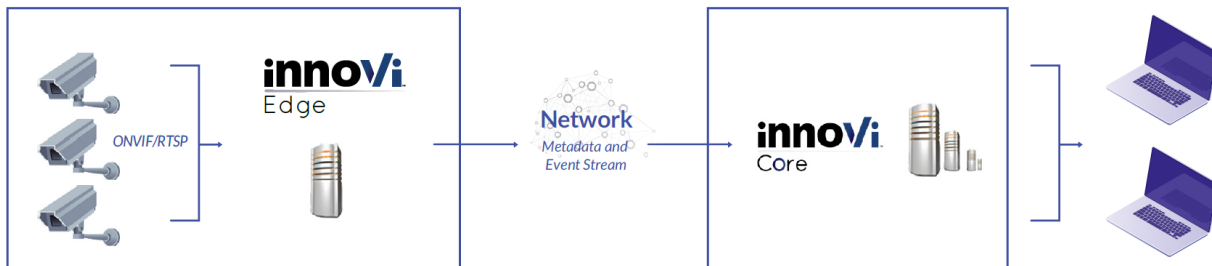 ONVIF/RTSP
innoVi
Edge
Network
Metadata and
Event Stream
innoVi
Core